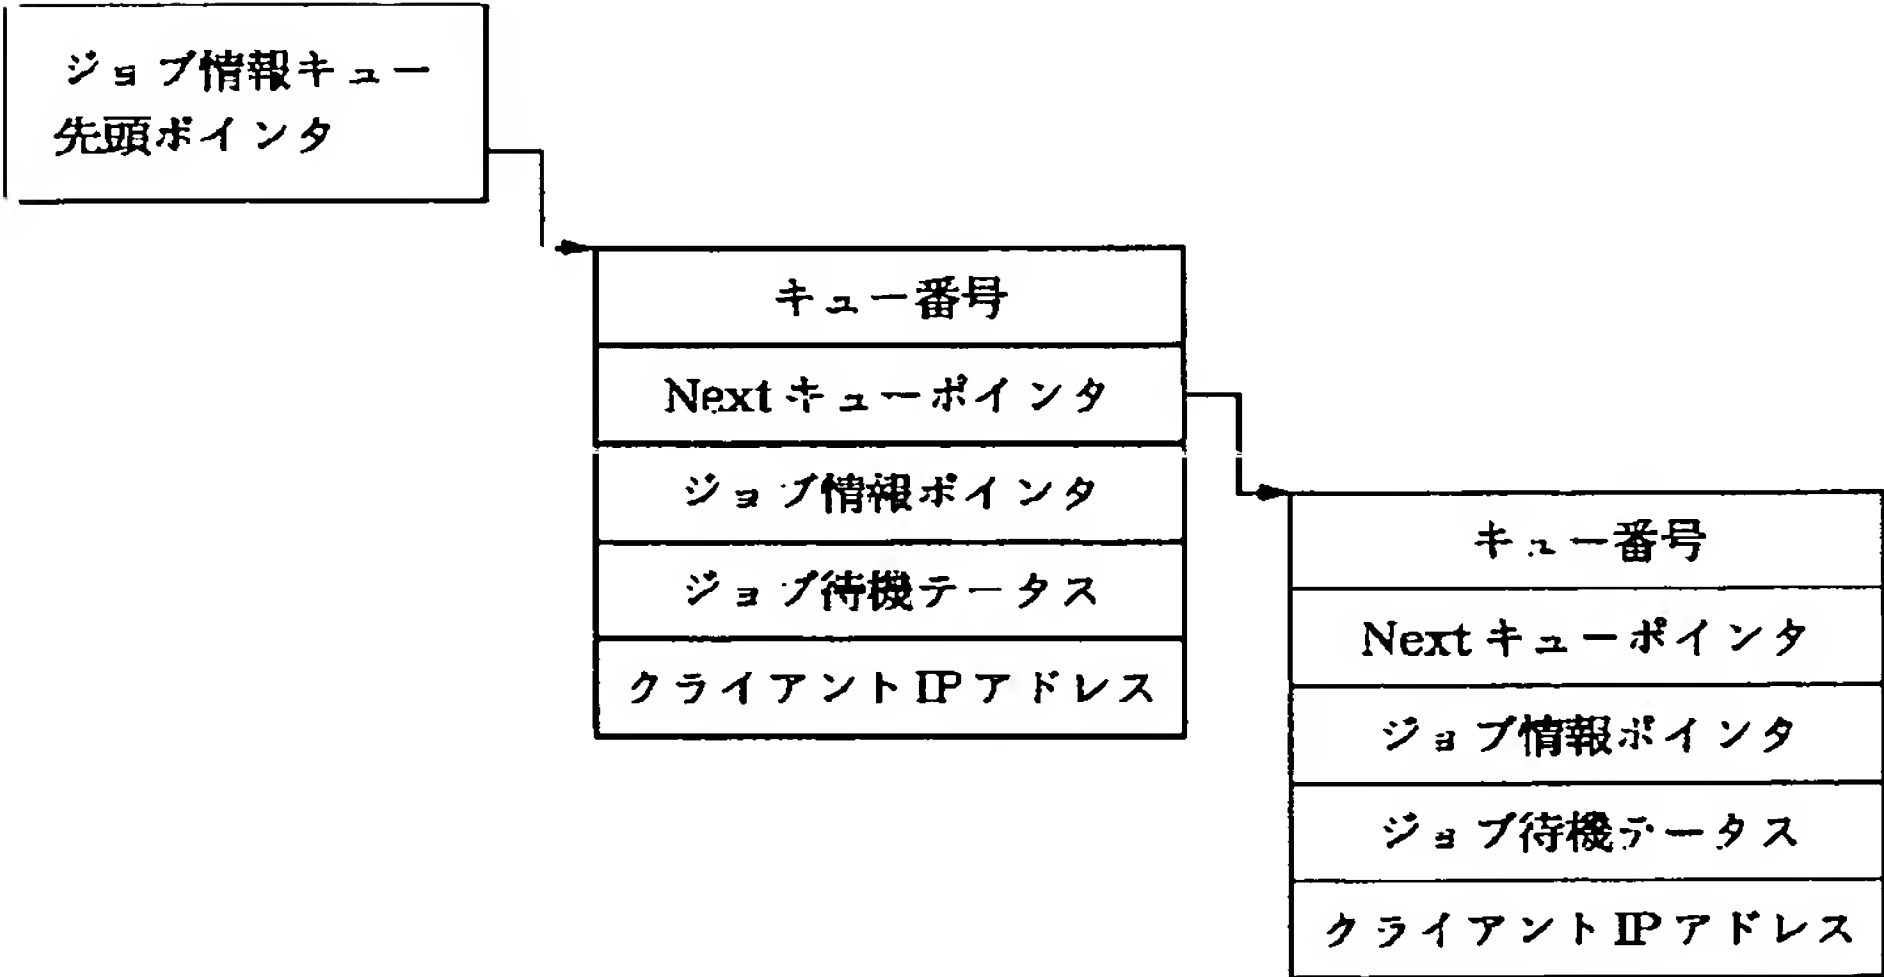 ジョブ情報キュー
先頭ポインタ
キュー番号
Nextキューポインタ
ジョブ情報ポインタ
ジョブ待機テータス
クライアントIPアドレス
キュー番号
Nextキューポインタ
ジョブ情報ポインタ
ジョブ待機テータス
クライアントIPアドレス